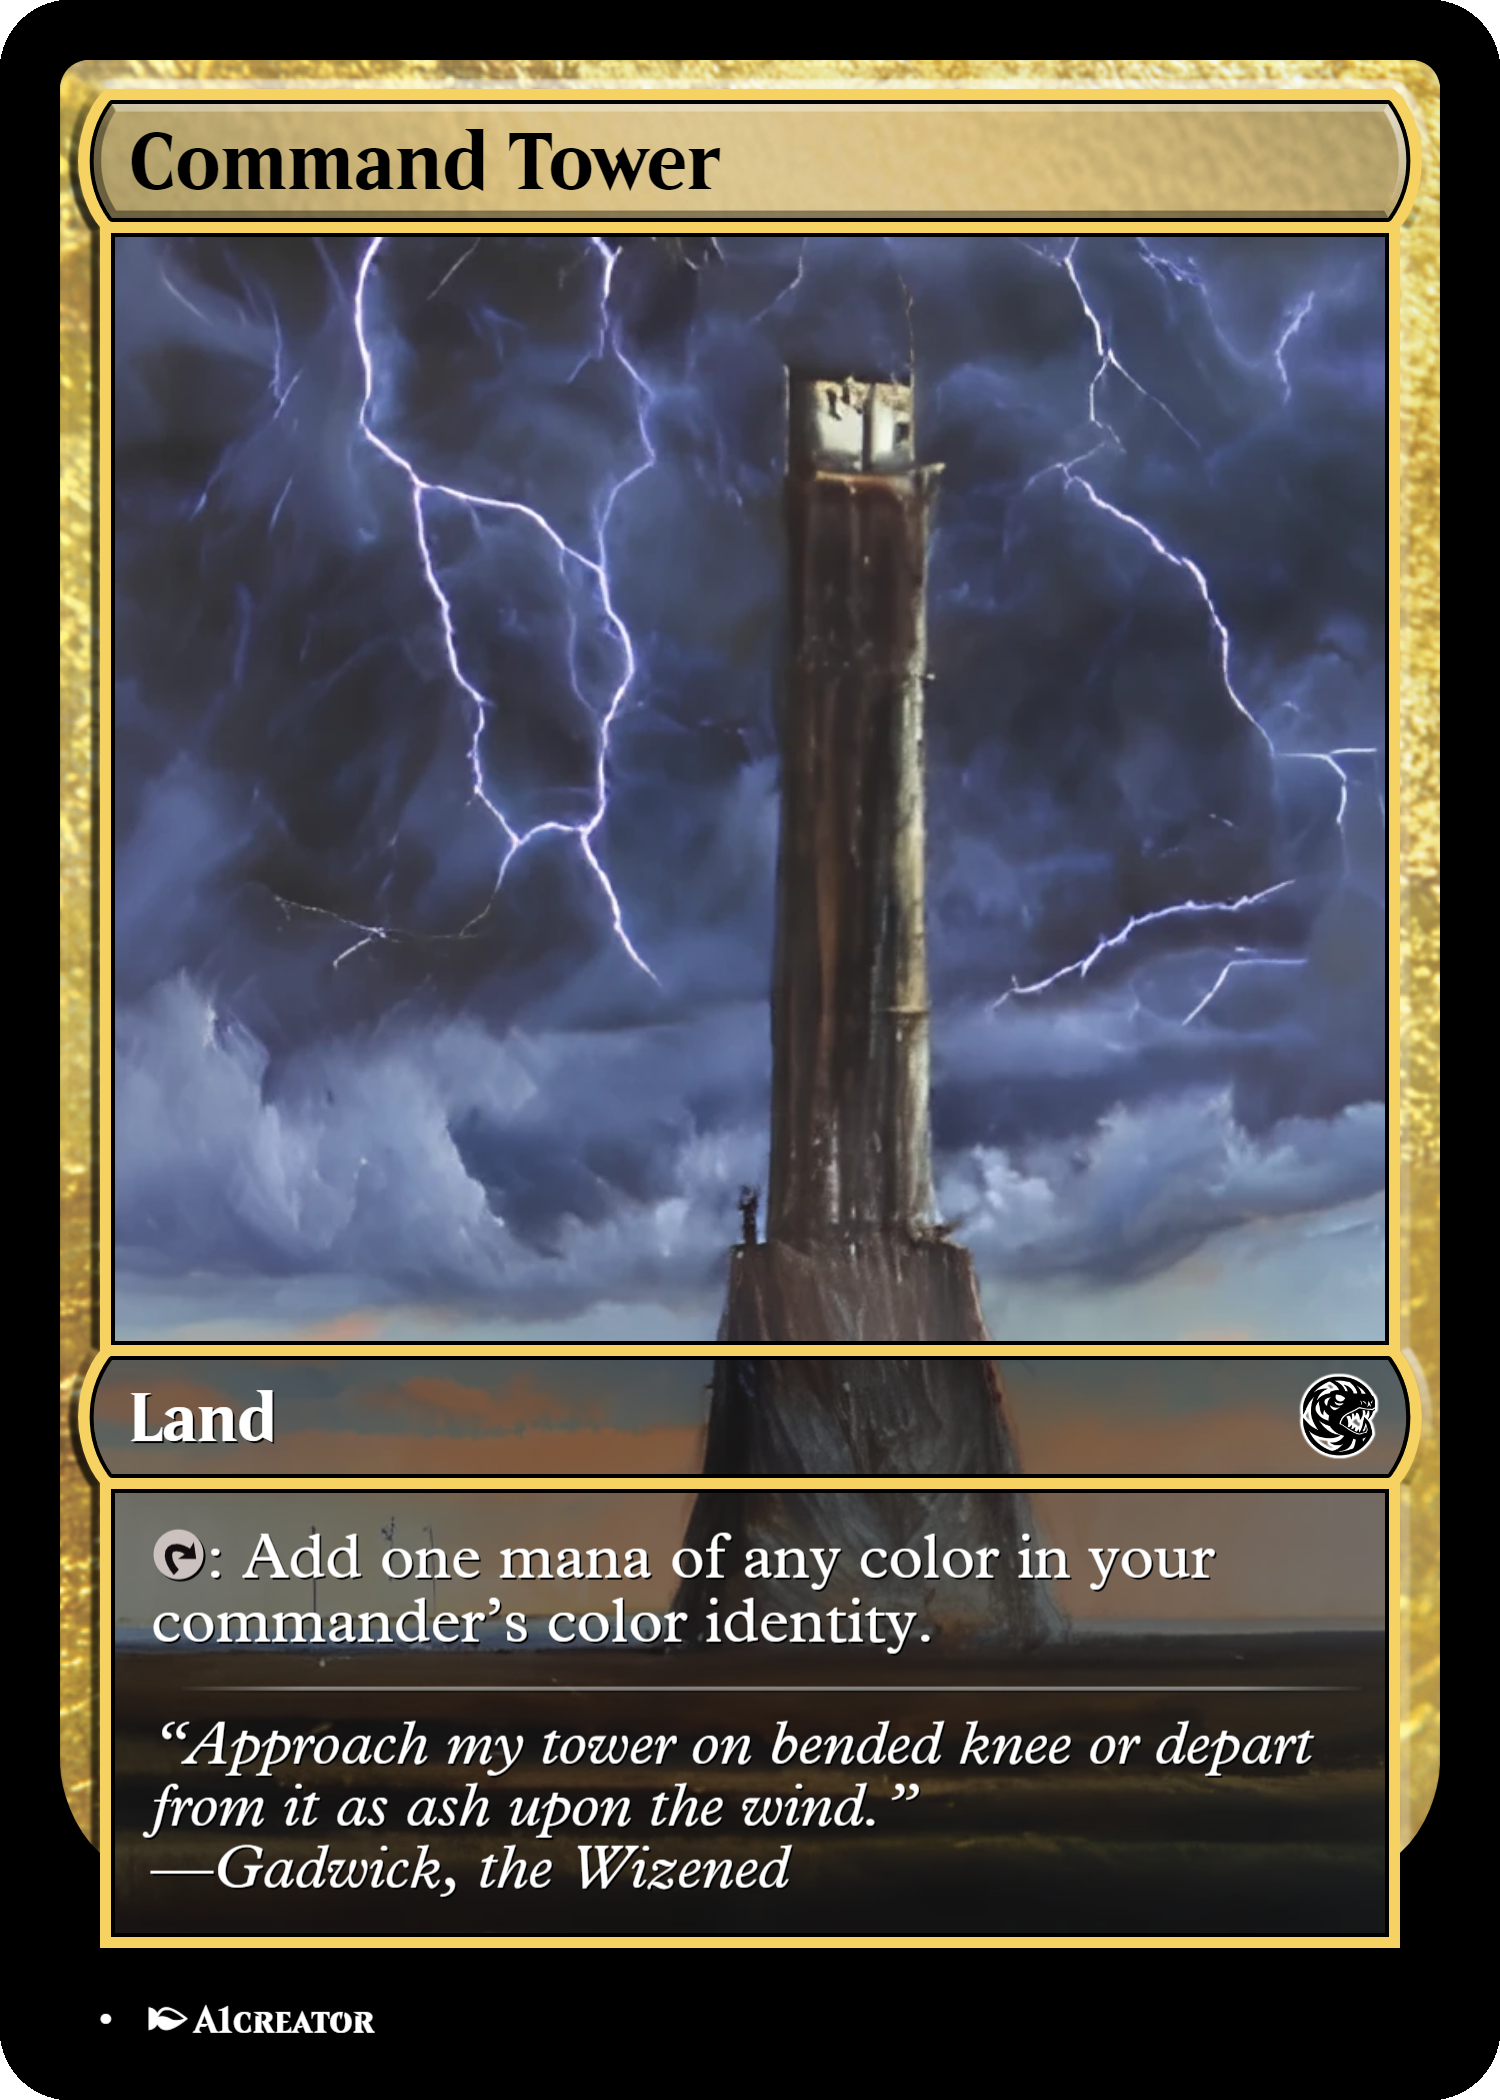 Command Tower
Land
: Add one mana of any color in your
commander’s color identity.
“Approach my tower on bended knee or depart
from it as ash upon the wind.”
—Gadwick, the Wizened
• A1CREATOR